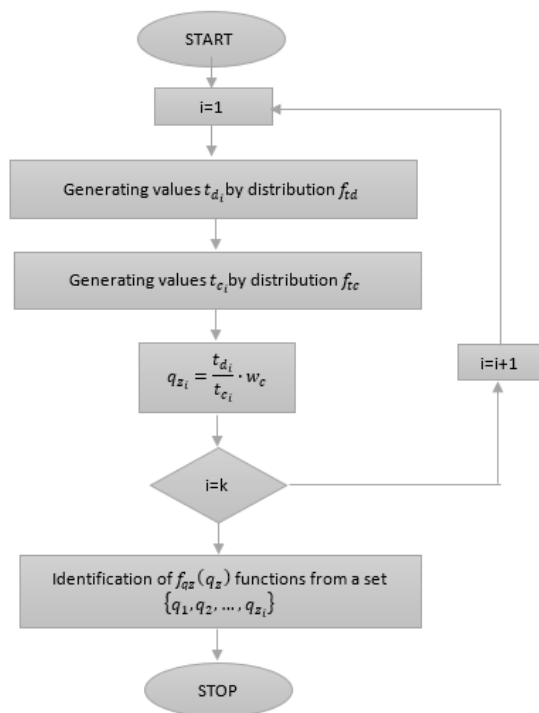 START
i=1
Generating values t_{d_i} by distribution f_{td}
Generating values t_{c_i} by distribution f_{tc}
q_{z_i} = \frac{t_{d_i}}{t_{c_i}} \cdot w_c
i=i+1
i=k
Identification of f_{qz}(q_z) functions from a set
{q_1, q_2, ... , q_{z_i}}
STOP